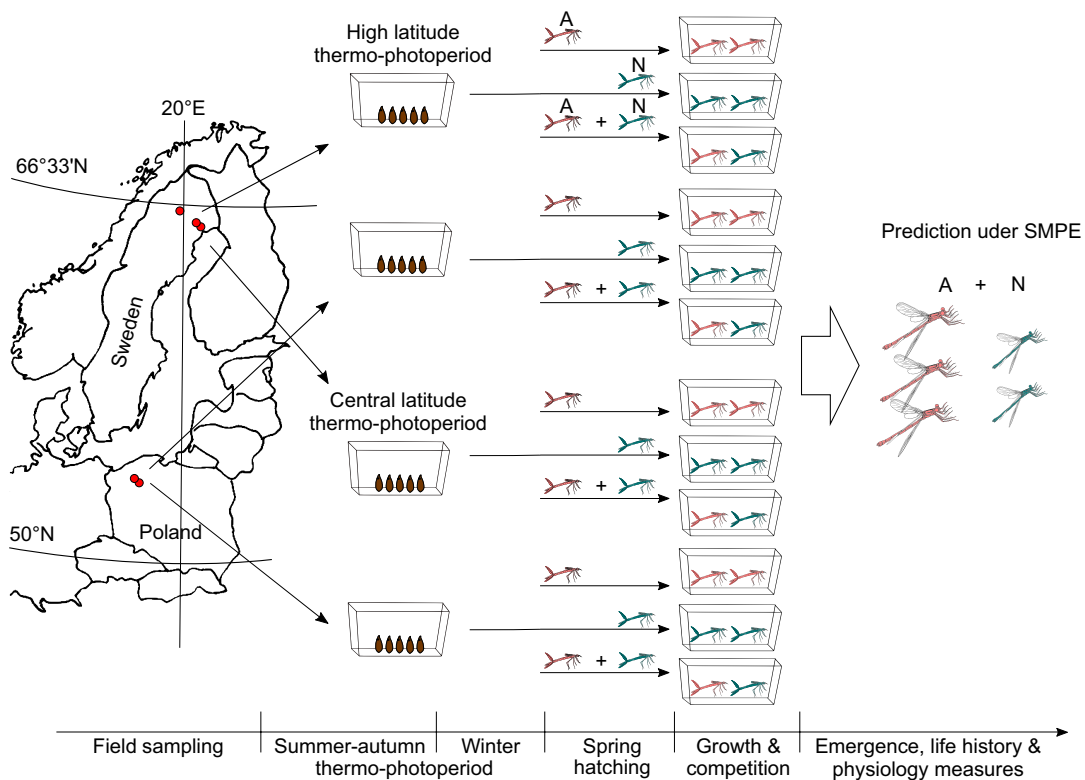 High latitude
thermo-photoperiod
A
N
A + N
20°E
66°33'N
Sweden
+
Prediction uder SMPE
A + N
Central latitude
thermo-photoperiod
+
50°N
Poland
+
Field sampling
Summer-autumn
thermo-photoperiod
Winter
Spring
hatching
Growth &
competition
Emergence, life history &
physiology measures